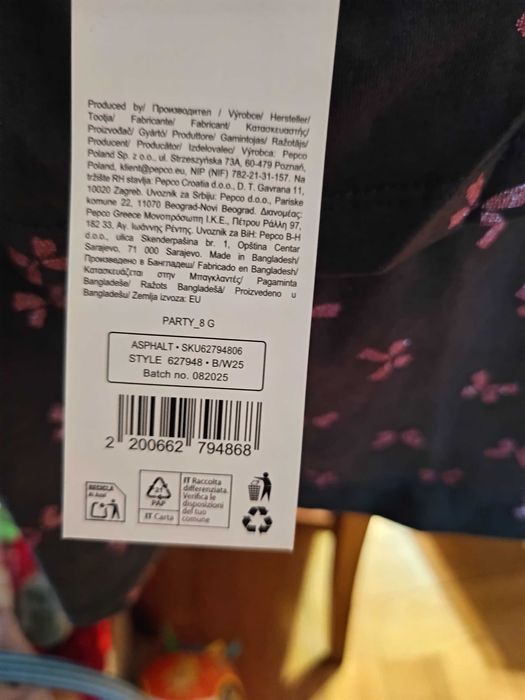 Produced by/ Производител / Výrobce/ Hersteller/
Tootja/ Fabricante/ Fabricant/ Κατασκευαστής/
Proizvođač/ Gyártó/ Produttore/ Gamintojas/ Ražotājs/
Producent/ Producător/ Izdelovalec/ Výrobca: Pepco
Poland Sp. z o.o., ul. Strzeszyńska 73A, 60-479 Poznań,
Poland, klient@pepco.eu, NIP (NIF) 782-21-31-157. Na
tržište RH stavlja: Pepco Croatia d.o.o., D. T. Gavrana 11,
10020 Zagreb. Uvoznik za Srbiju: Pepco d.o.o., Pariske
komune 22, 11070 Beograd-Novi Beograd. Διανομέας:
Pepco Greece Μονοπρόσωπη Ι.Κ.Ε., Πέτρου Ράλλη 97,
182 33, Αγ. Ιωάννης Ρέντης. Uvoznik za BiH: Pepco B-H
d.o.o., ulica Skenderpašina br. 1, Opština Centar
Sarajevo, 71 000 Sarajevo. Made in Bangladesh/
Произведено в Бангладеш/ Fabricado en Bangladesh/
Κατασκευάζεται στην Μπαγκλαντές/ Pagaminta
Bangladeše/ Ražots Bangladešā/ Proizvedeno u
Bangladešu/ Zemlja izvoza: EU
PARTY_8 G
ASPHALT • SKU62794806
STYLE 627948 • B/W25
Batch no. 082025
2 200662 794868
RECICLA
21
PAP
IT Carta
IT Raccolta
differenziata.
Verifica le
disposizioni
del tuo
comune